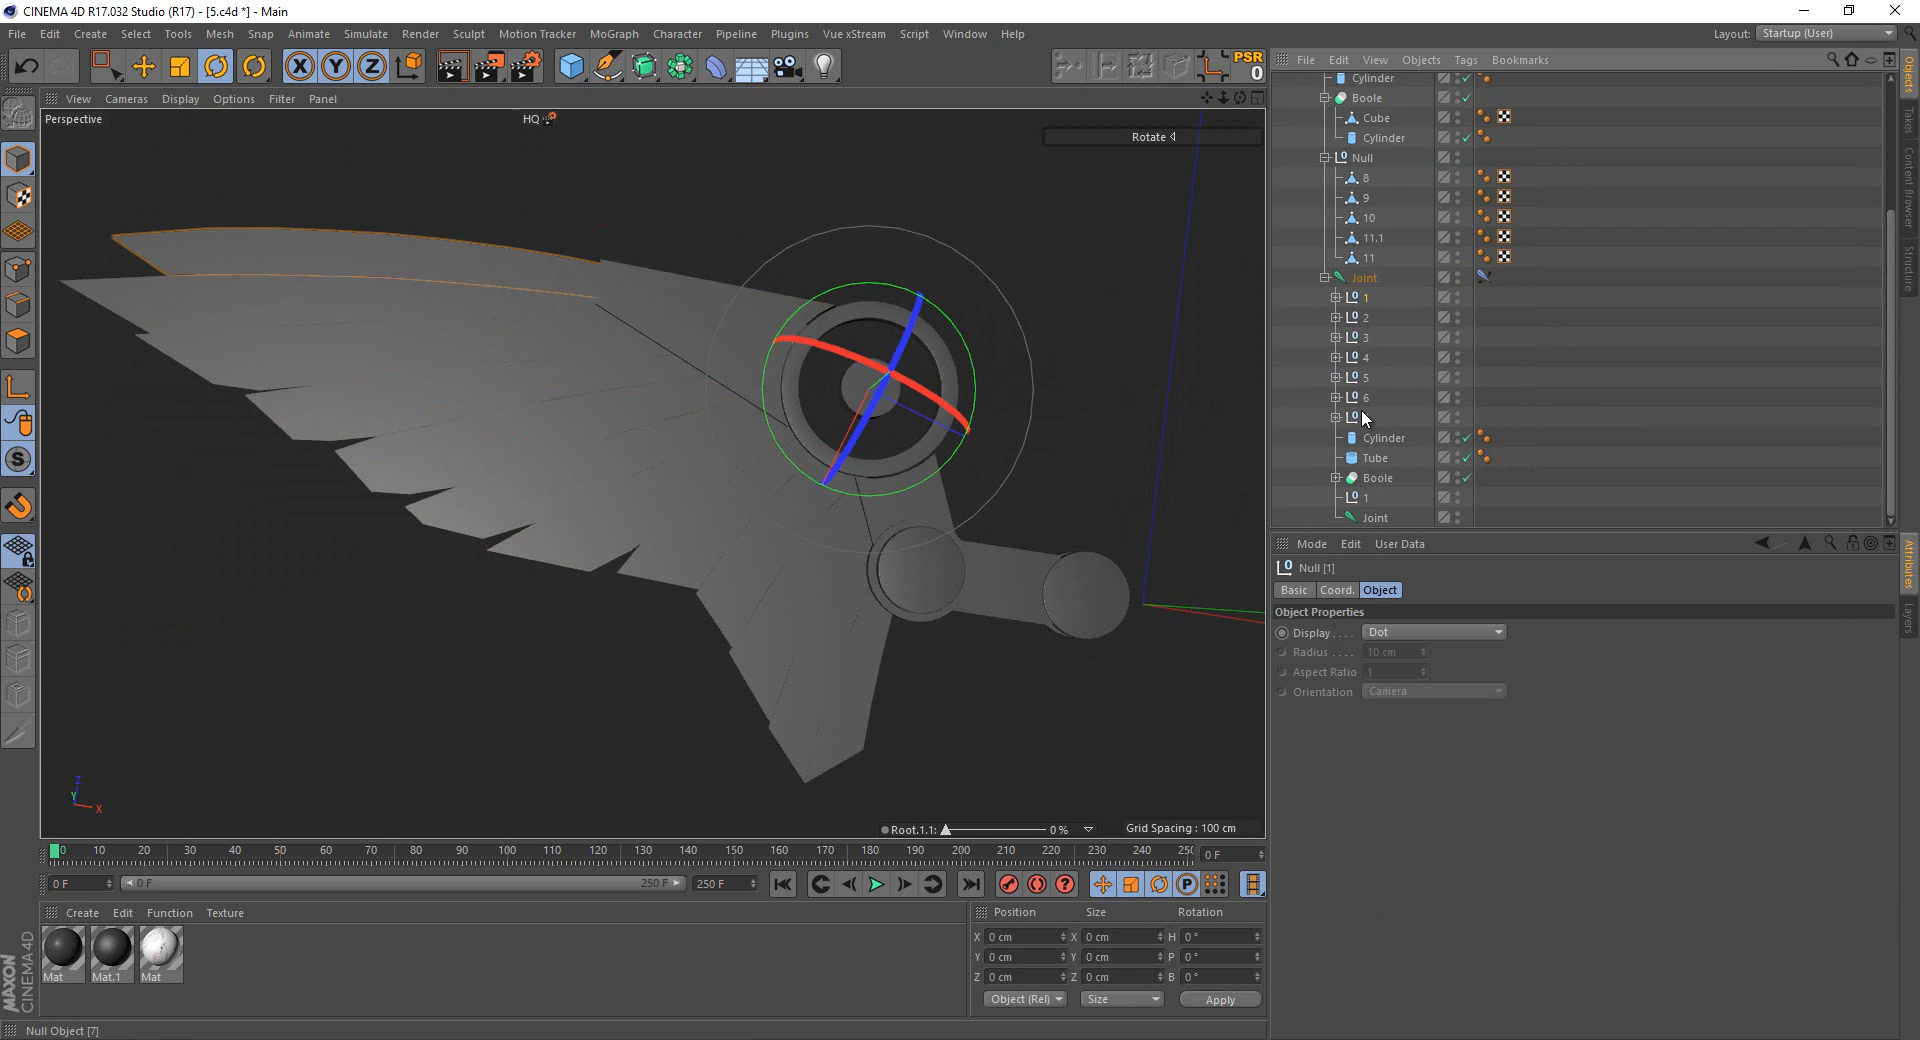 CINEMA 4D R17.032 Studio (R17) - [5.c4d *] - Main
File Edit Create Select Tools Mesh Snap Animate Simulate Render Sculpt Motion Tracker MoGraph Character Pipeline Plugins Vue xStream Script Window Help
Layout: Startup (User)
X Y Z
PSR
0
File Edit View Objects Tags Bookmarks
View Cameras Display Options Filter Panel
Perspective
HQ
Rotate
Cylinder
Boole
Cube
Cylinder
Null
8
9
10
11.1
11
Joint
1
2
3
4
5
6
Cylinder
Tube
Boole
1
Joint
Objects
Takes
Content Browser
Structure
Mode Edit User Data
Null [1]
Basic Coord. Object
Object Properties
Display . . . . Dot
Radius . . . . 10 cm
Aspect Ratio 1
Orientation Camera
Attributes
Layers
Z
Y
X
Root.1.1: 0 %
Grid Spacing : 100 cm
0 10 20 30 40 50 60 70 80 90 100 110 120 130 140 150 160 170 180 190 200 210 220 230 240 250
0 F
0 F
0 F
250 F
250 F
Create Edit Function Texture
Mat
Mat.1
Mat
Position Size Rotation
X 0 cm X 0 cm H 0 °
Y 0 cm Y 0 cm P 0 °
Z 0 cm Z 0 cm B 0 °
Object (Rel) Size Apply
MAXON
CINEMA 4D
Null Object [7]